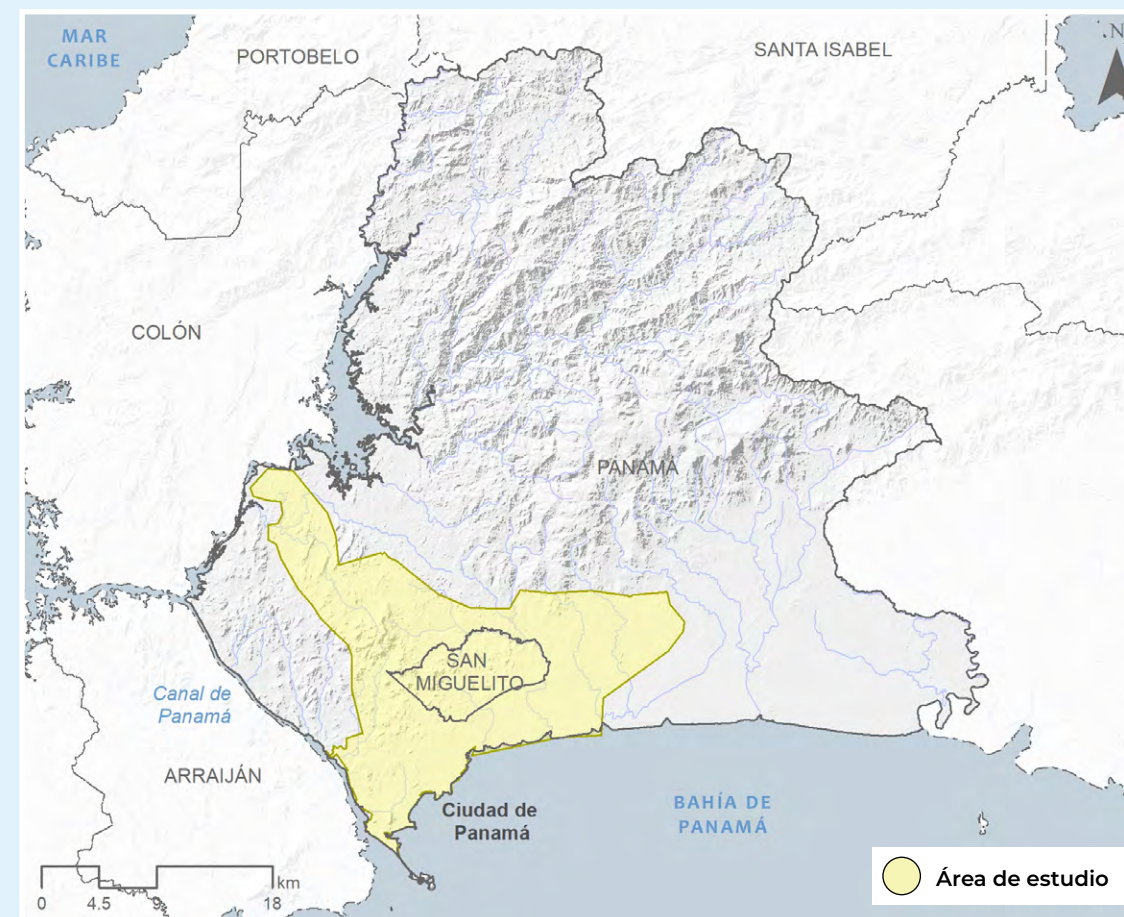 MAR
CARIBE
PORTOBELO
SANTA ISABEL
N
COLÓN
PANAMÁ
SAN
MIGUELITO
Canal de
Panamá
ARRAIJÁN
Ciudad de
Panamá
BAHÍA DE
PANAMÁ
km
0 4.5 9 18
Área de estudio